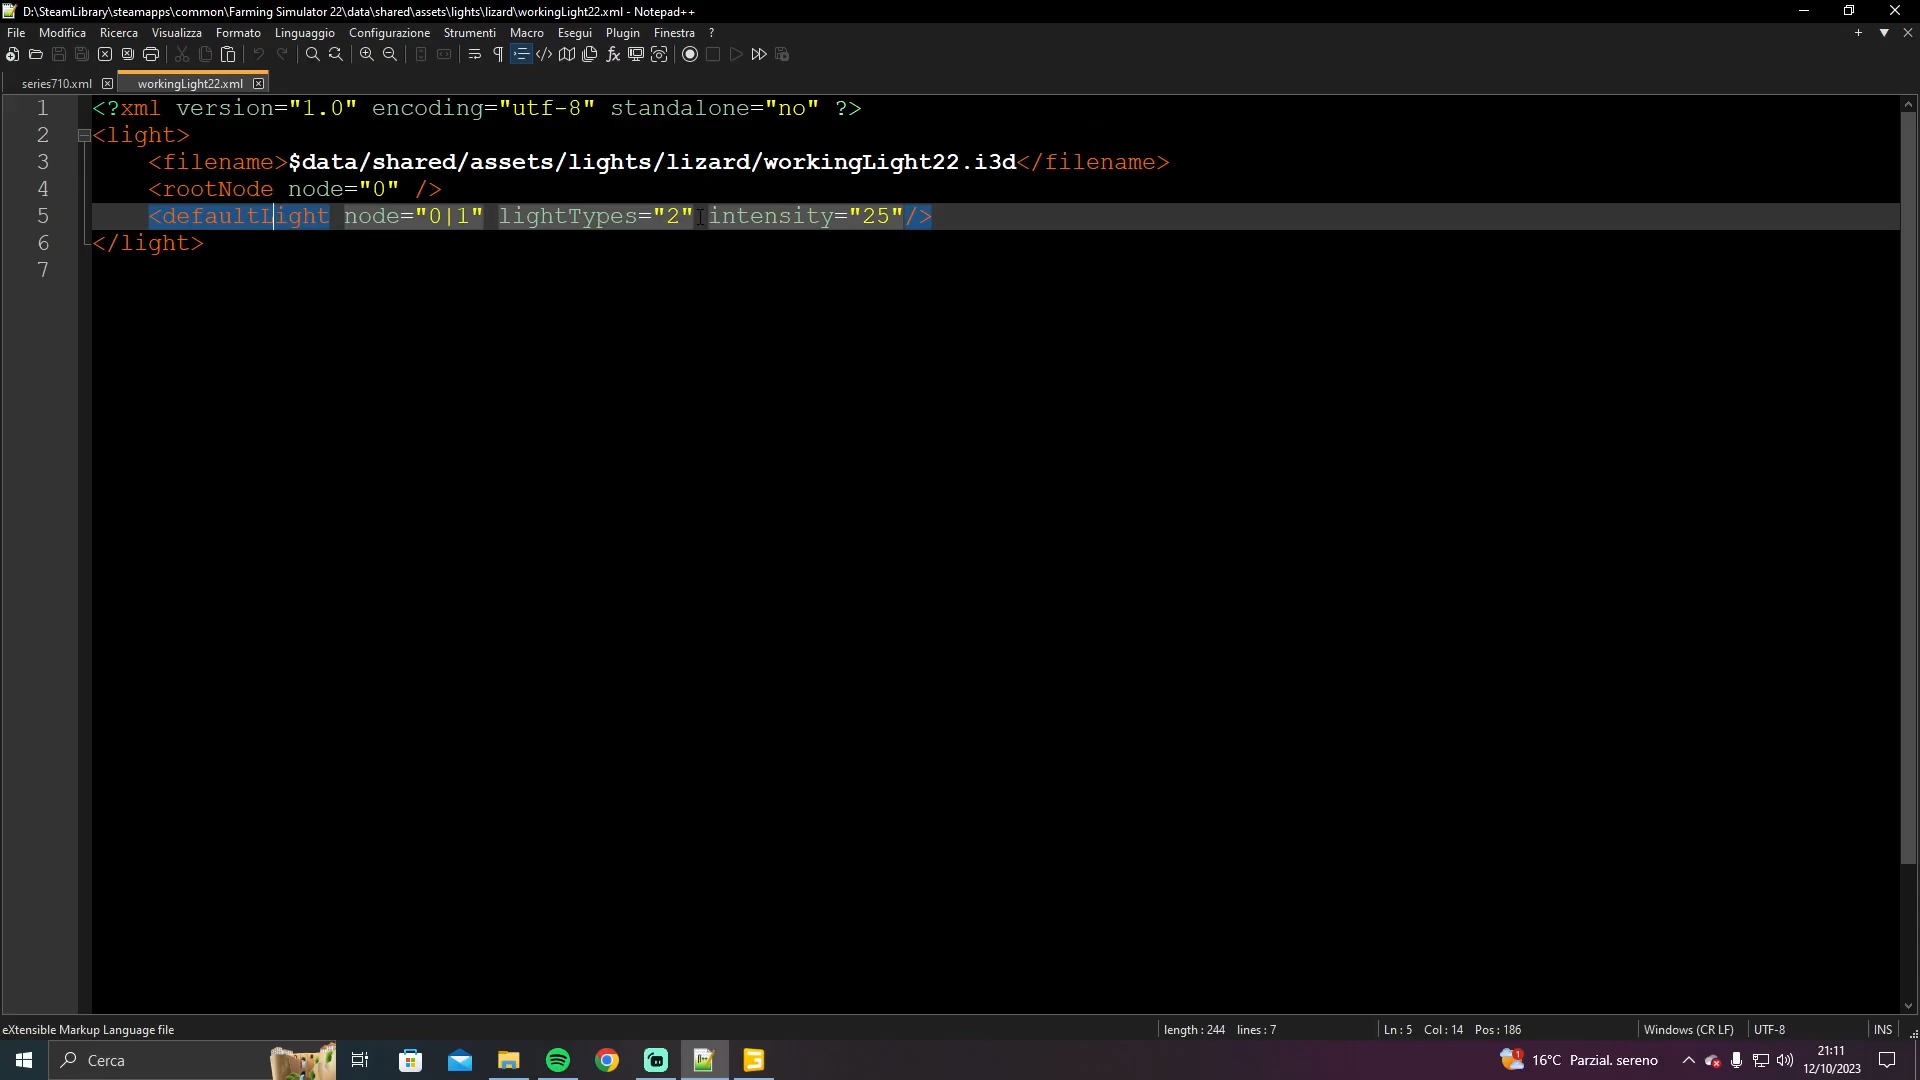 D:\SteamLibrary\steamapps\common\Farming Simulator 22\data\shared\assets\lights\lizard\workingLight22.xml - Notepad++
File Modifica Ricerca Visualizza Formato Linguaggio Configurazione Strumenti Macro Esegui Plugin Finestra ?
series710.xml workingLight22.xml
1 <?xml version="1.0" encoding="utf-8" standalone="no" ?>
2 <light>
3 <filename>$data/shared/assets/lights/lizard/workingLight22.i3d</filename>
4 <rootNode node="0" />
5 <defaultLight node="0|1" lightTypes="2" intensity="25"/>
6 </light>
7
eXtensible Markup Language file length : 244 lines : 7 Ln : 5 Col : 14 Pos : 186 Windows (CR LF) UTF-8 INS
Cerca 1 16°C Parzial. sereno 21:11
12/10/2023